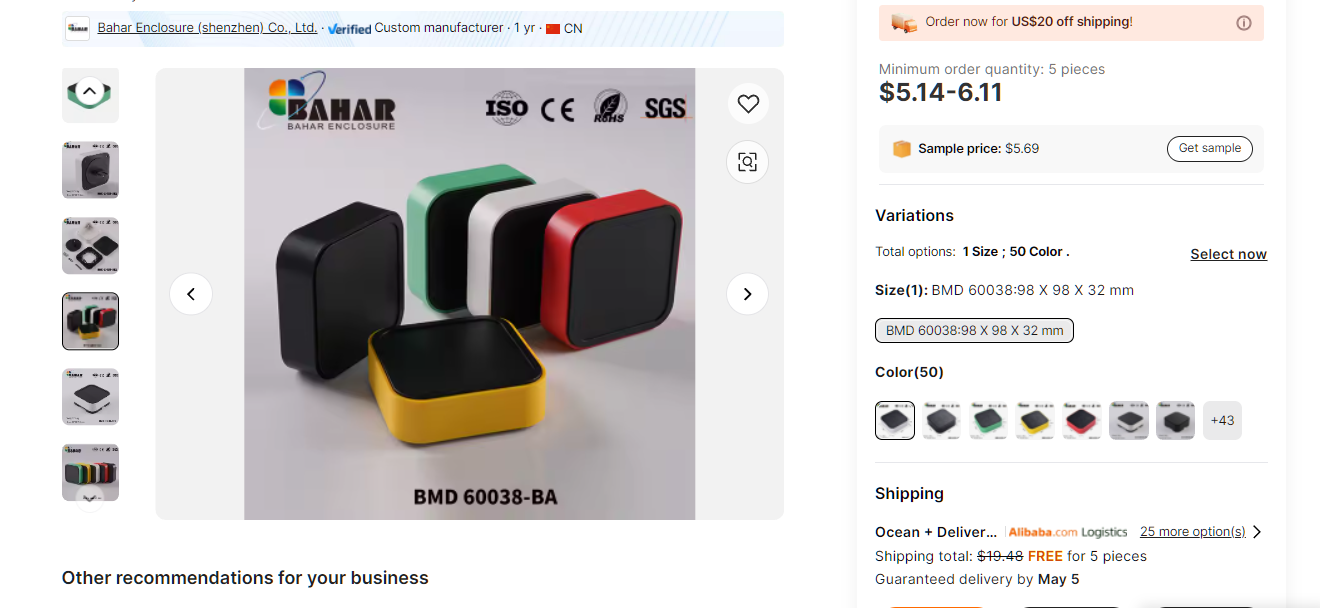 Bahar Enclosure (shenzhen) Co., Ltd. · Verified Custom manufacturer · 1 yr · CN
BAHAR
BAHAR ENCLOSURE
ISO CE RoHS SGS
BMD 60038-BA
Other recommendations for your business
Order now for US$20 off shipping!
Minimum order quantity: 5 pieces
$5.14-6.11
Sample price: $5.69
Get sample
Variations
Total options: 1 Size ; 50 Color .
Select now
Size(1): BMD 60038:98 X 98 X 32 mm
BMD 60038:98 X 98 X 32 mm
Color(50)
+43
Shipping
Ocean + Deliver... Alibaba.com Logistics 25 more option(s)
Shipping total: $19.48 FREE for 5 pieces
Guaranteed delivery by May 5